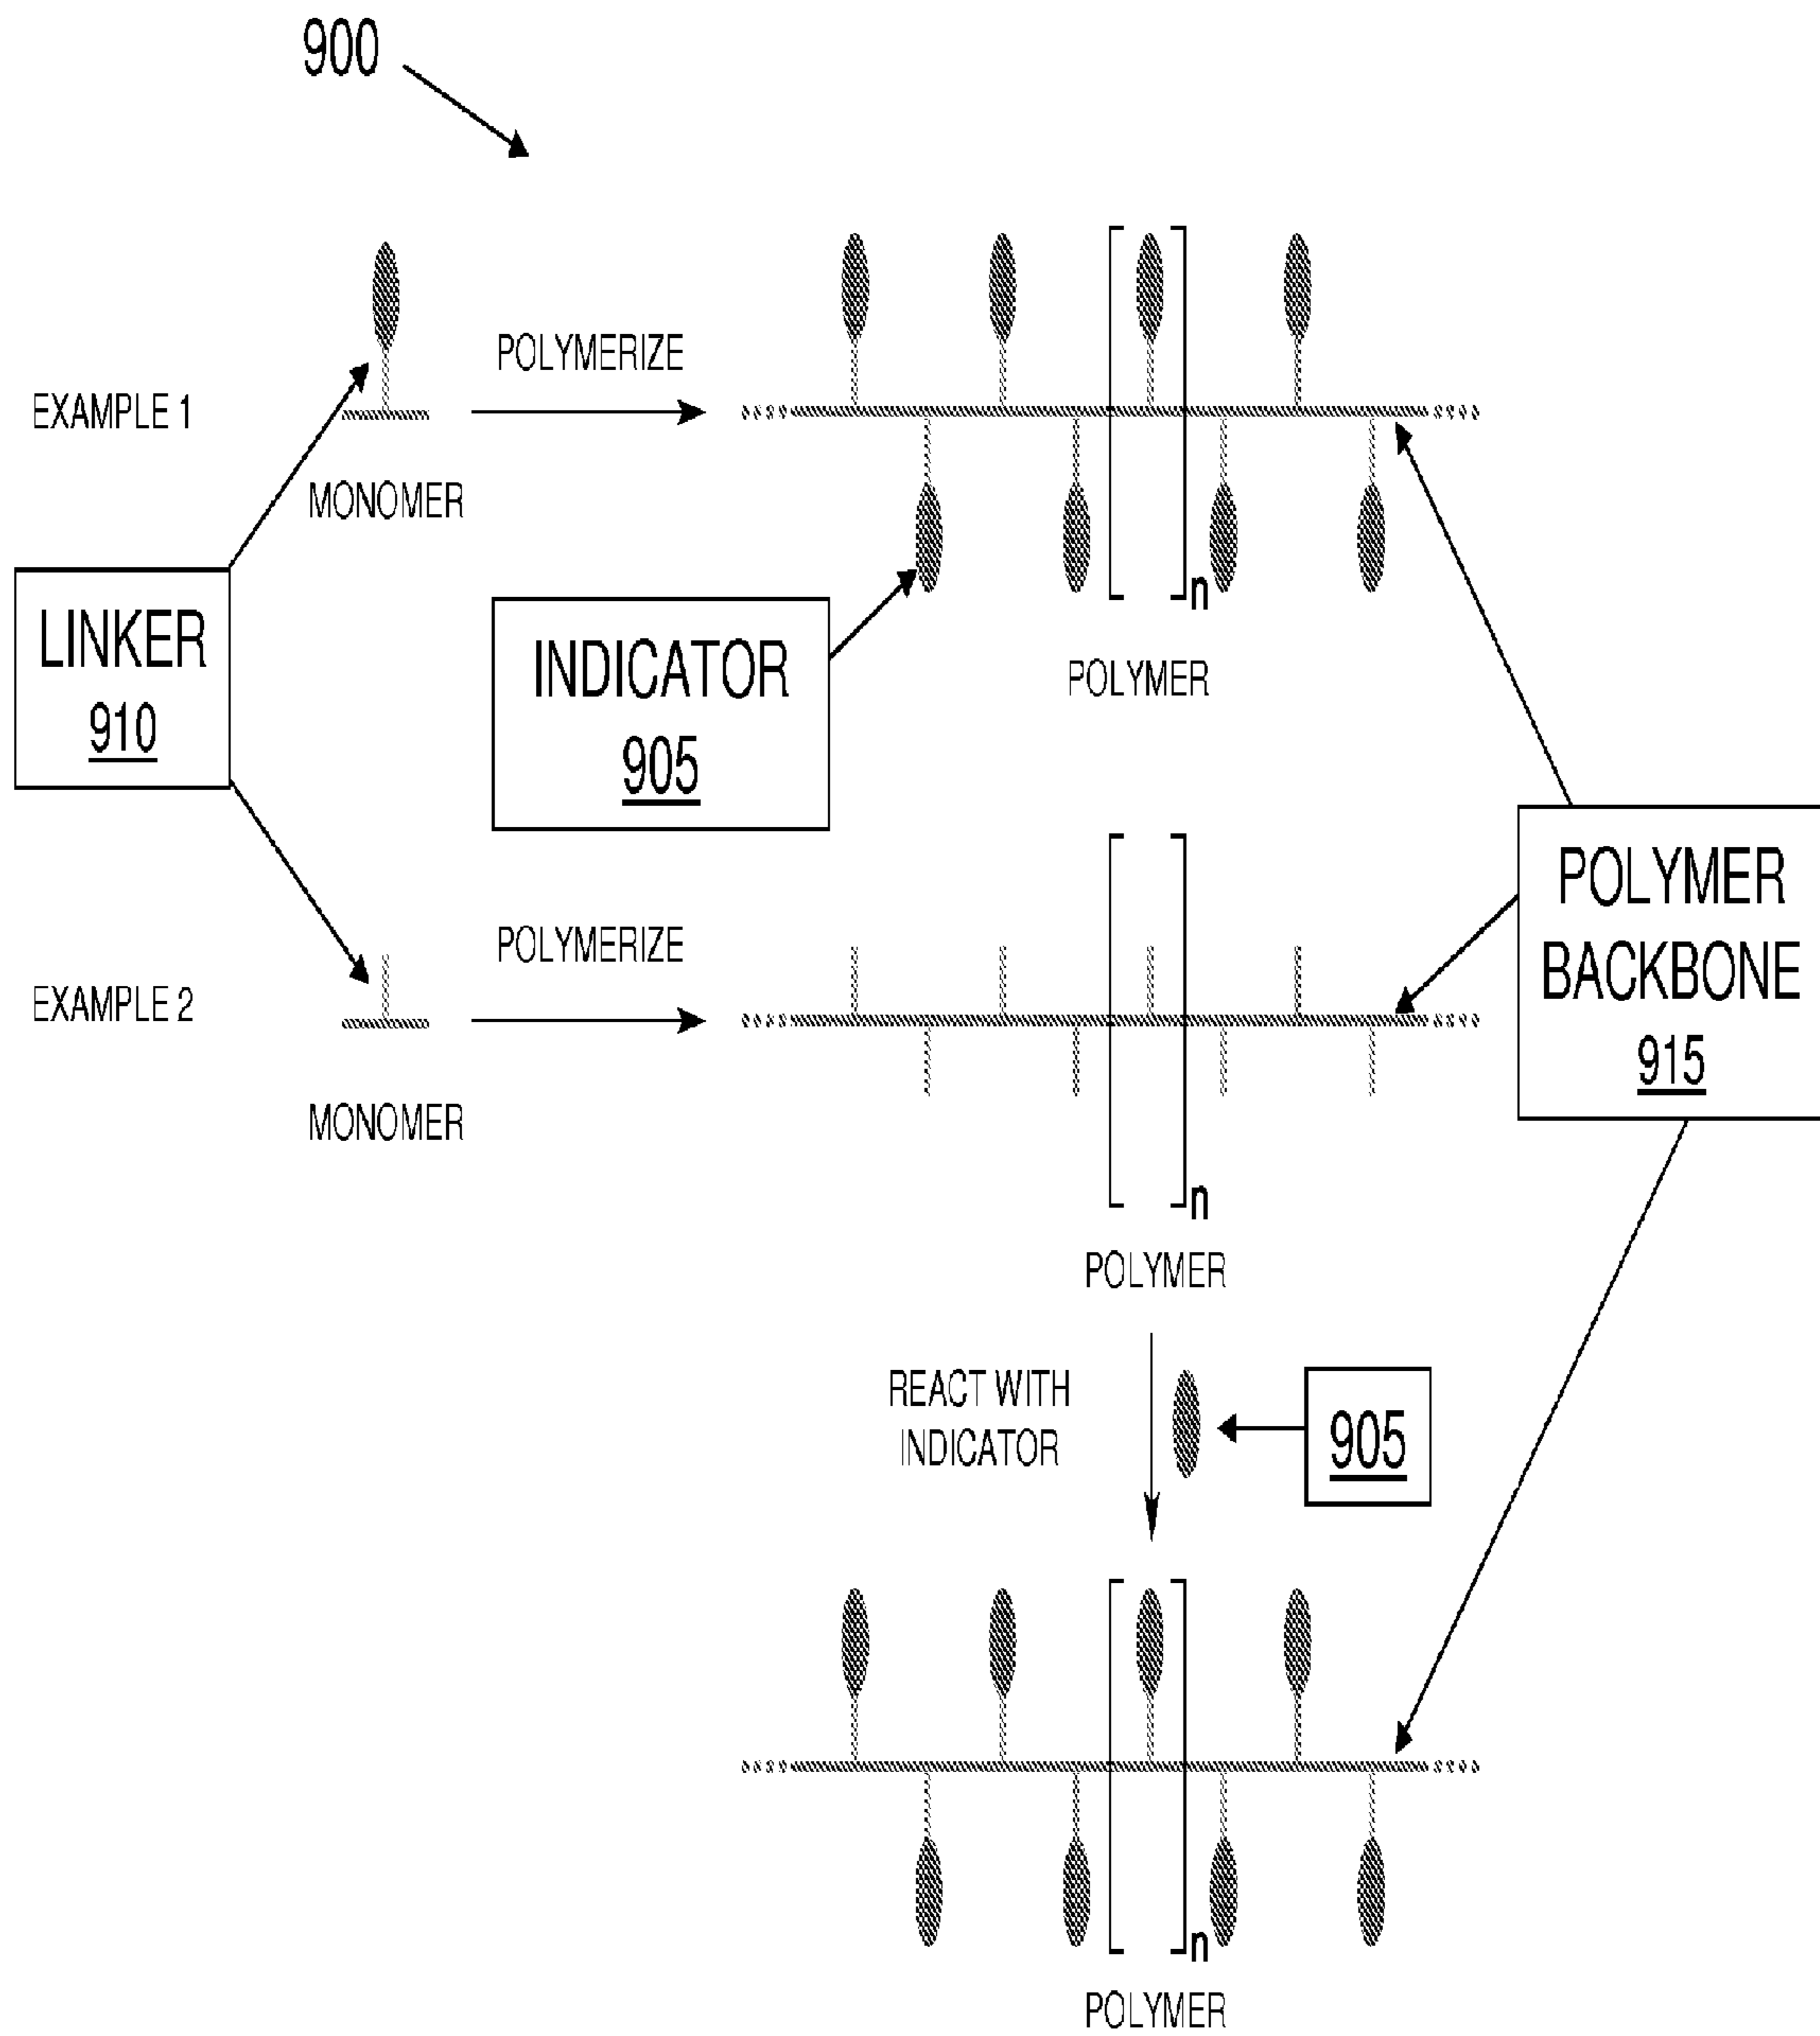 900
POLYMERIZE
EXAMPLE 1
MONOMER
n
LINKER
910
INDICATOR
905
POLYMER
POLYMER
BACKBONE
915
POLYMERIZE
EXAMPLE 2
MONOMER
n
POLYMER
REACT WITH
INDICATOR
905
n
POLYMER